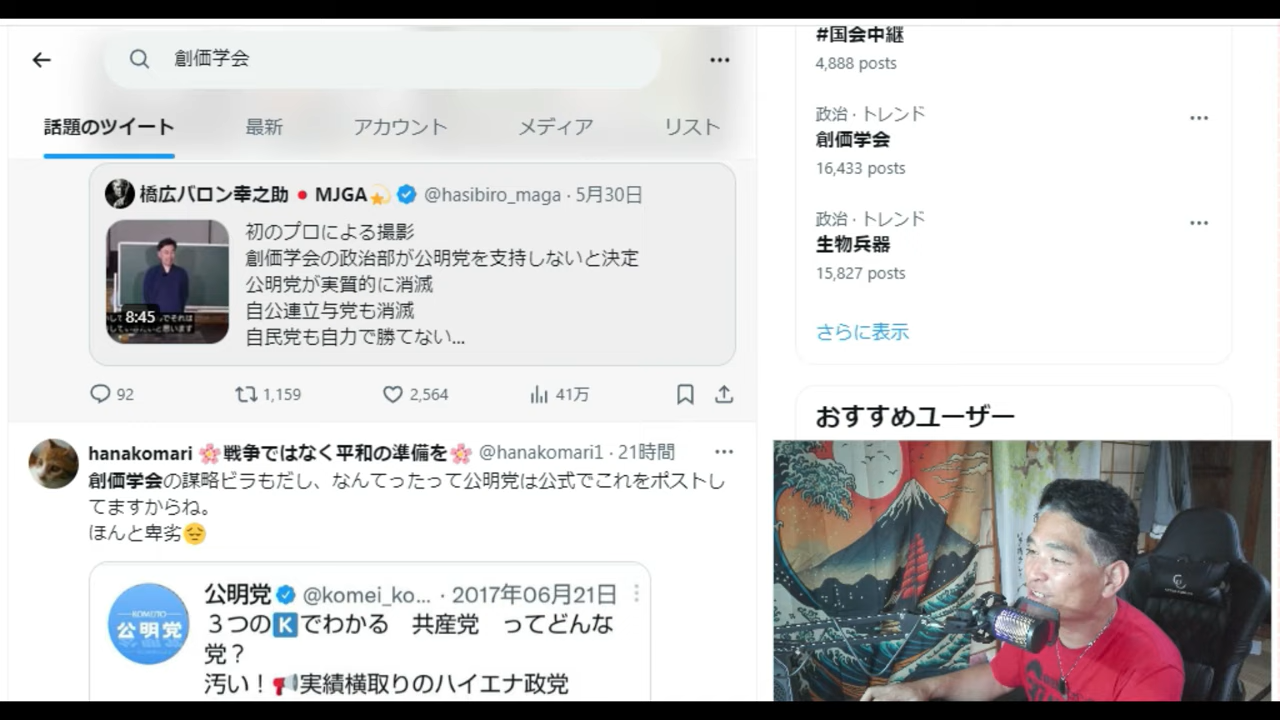 創価学会
話題のツイート 最新 アカウント メディア リスト
橋広バロン幸之助 MJGA @hasibiro_maga · 5月30日
初のプロによる撮影
創価学会の政治部が公明党を支持しないと決定
公明党が実質的に消滅
自公連立与党も消滅
自民党も自力で勝てない...
8:45
92 1,159 2,564 41万
hanakomari 🌸戦争ではなく平和の準備を🌸 @hanakomari1 · 21時間
創価学会の謀略ビラもだし、なんてったって公明党は公式でこれをポストし
てますからね。
ほんと卑劣😔
KOMEITO
公明党
公明党 @komei_ko... · 2017年06月21日
３つのKでわかる 共産党 ってどんな
党？
汚い！📢実績横取りのハイエナ政党
#国会中継
4,888 posts
政治・トレンド
創価学会
16,433 posts
政治・トレンド
生物兵器
15,827 posts
さらに表示
おすすめユーザー